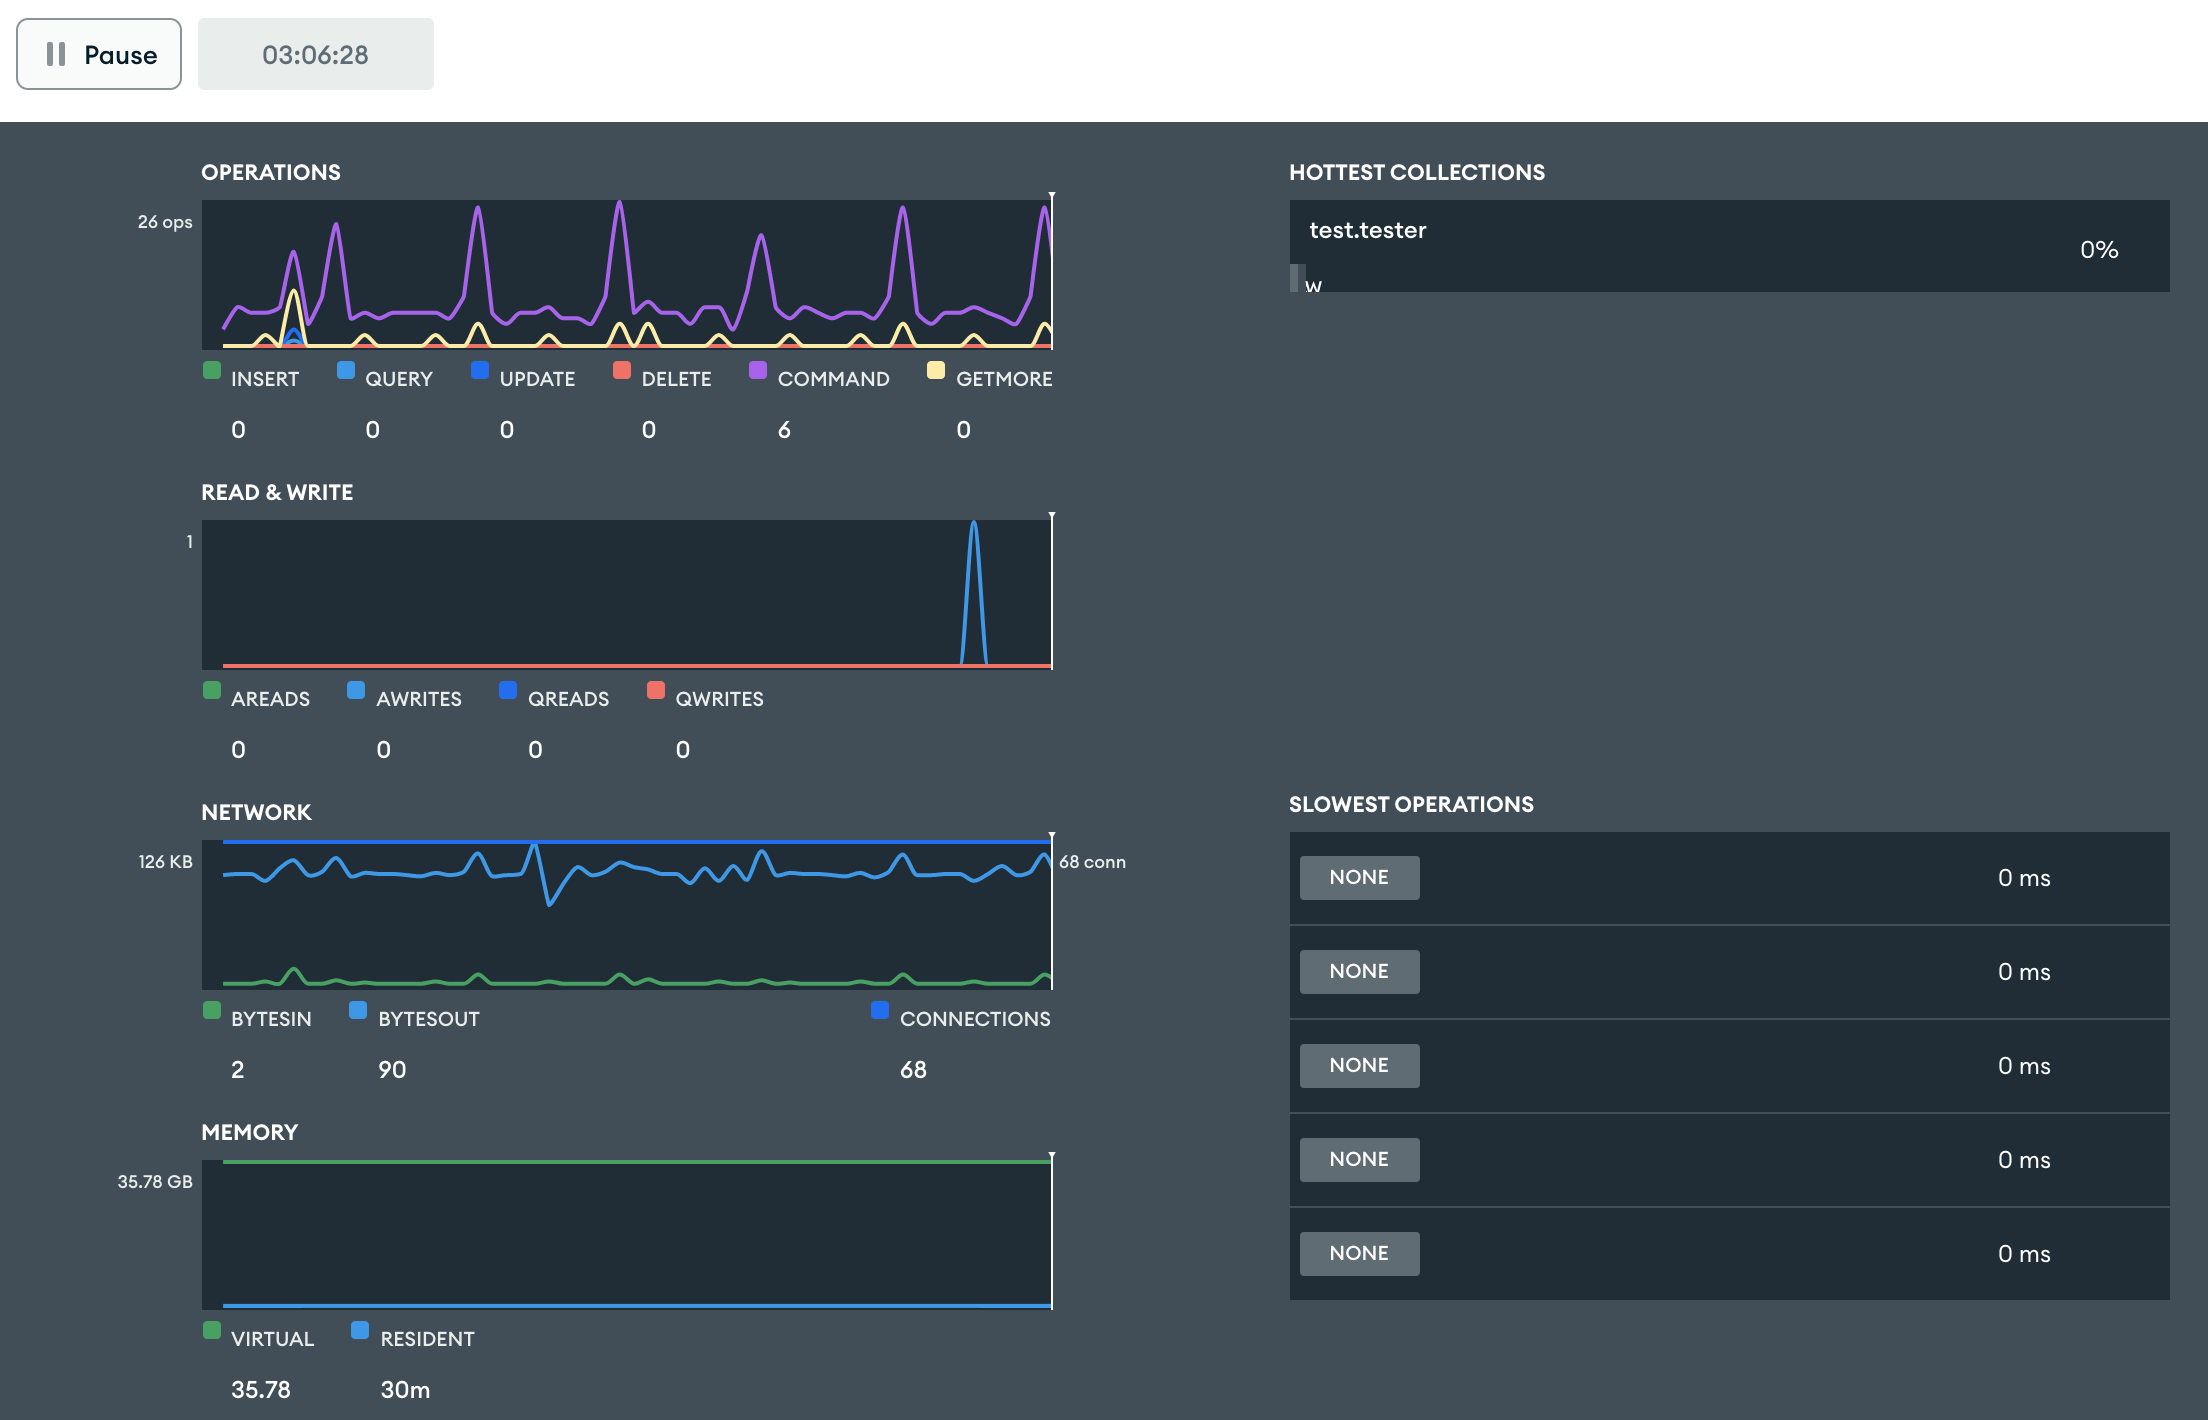 Pause
03:06:28
OPERATIONS
26 ops
INSERT QUERY UPDATE DELETE COMMAND GETMORE
0 0 0 0 6 0
READ & WRITE
1
AREADS AWRITES QREADS QWRITES
0 0 0 0
NETWORK
126 KB
68 conn
BYTESIN BYTESOUT CONNECTIONS
2 90 68
MEMORY
35.78 GB
VIRTUAL RESIDENT
35.78 30m
HOTTEST COLLECTIONS
test.tester
0%
W
SLOWEST OPERATIONS
NONE 0 ms
NONE 0 ms
NONE 0 ms
NONE 0 ms
NONE 0 ms